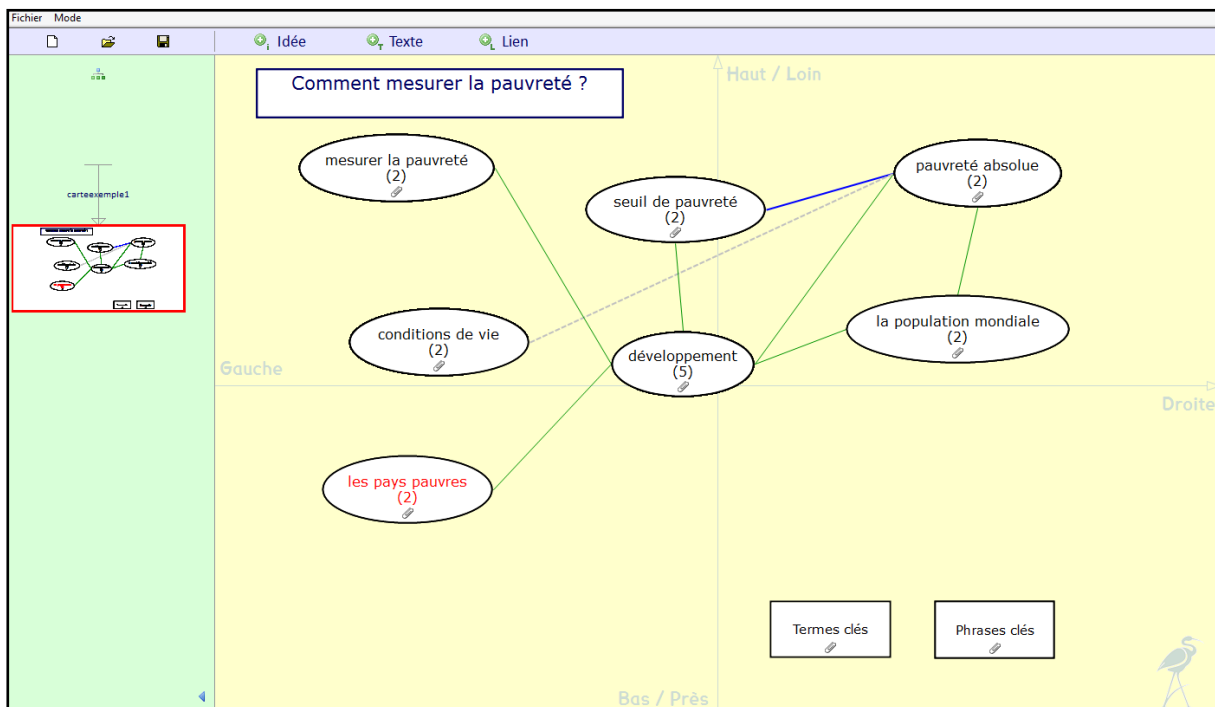 Fichier Mode
Idée Texte Lien
Comment mesurer la pauvreté ?
Haut / Loin
mesurer la pauvreté
(2)
pauvreté absolue
(2)
seuil de pauvreté
(2)
carteexemple1
conditions de vie
(2)
la population mondiale
(2)
développement
(5)
Gauche
Droite
les pays pauvres
(2)
Termes clés
Phrases clés
Bas / Près